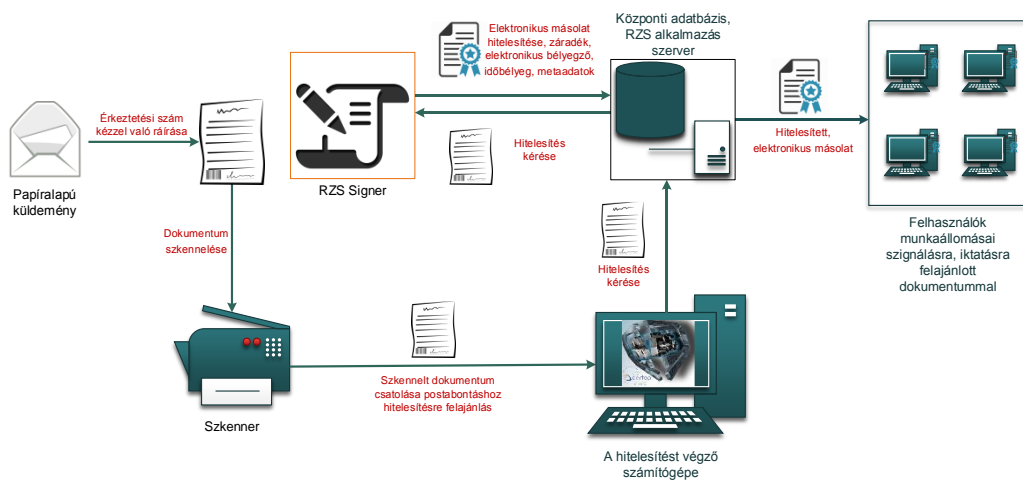 Elektronikus másolat
hitelesítése, záradék,
elektronikus bélyegző,
időbélyeg, metaadatok
Központi adatbázis,
RZS alkalmazás
szerver
Érkeztetési szám
kézzel való ráírása
Hitelesítés
kérése
Hitelesített,
elektronikus másolat
Papíralapú
küldemény
RZS Signer
Dokumentum
szkennelése
Hitelesítés
kérése
Felhasználók
munkaállomásai
szignálásra, iktatásra
felajánlott
dokumentummal
Szkennelt dokumentum
csatolása postabontáshoz
hitelesítésre felajánlás
Szkenner
A hitelesítést végző
számítógépe